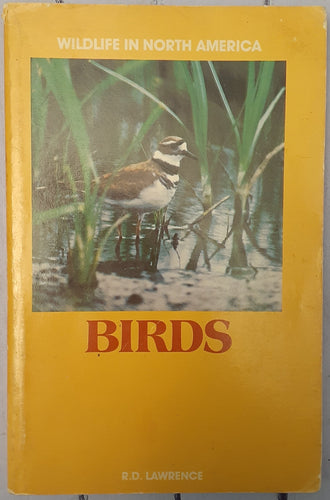 WILDLIFE IN NORTH AMERICA
BIRDS
R.D. LAWRENCE